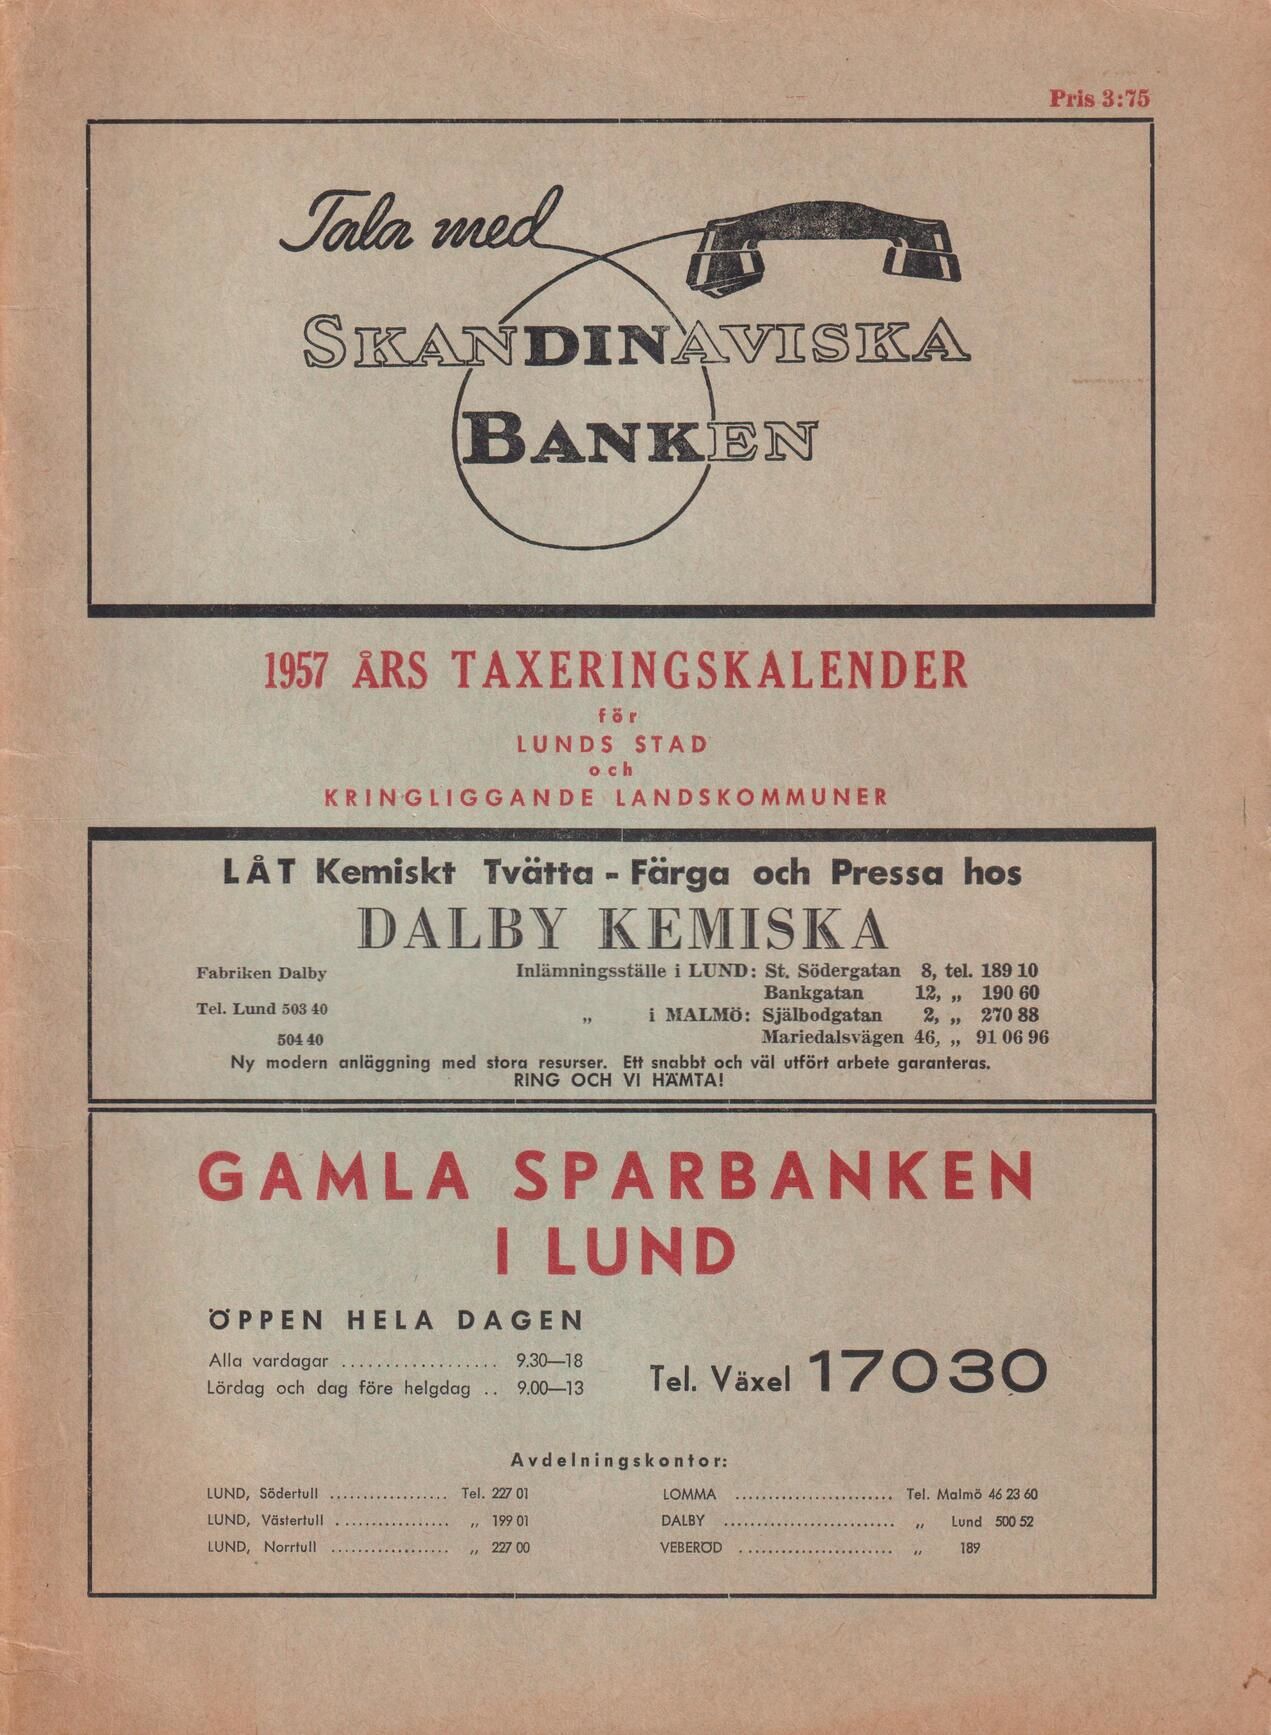 Pris 3:75
Tala med
SKANDINAVISKA
BANKEN
1957 ÅRS TAXERINGSKALENDER
för
LUNDS STAD
och
KRINGLIGGANDE LANDSKOMMUNER
LÅT Kemiskt Tvätta - Färga och Pressa hos
DALBY KEMISKA
Fabriken Dalby Inlämningsställe i LUND: St. Södergatan 8, tel. 189 10
Bankgatan 12, „ 190 60
Tel. Lund 503 40 „ i MALMÖ: Själbodgatan 2, „ 270 88
504 40 Mariedalsvägen 46, „ 91 06 96
Ny modern anläggning med stora resurser. Ett snabbt och väl utfört arbete garanteras.
RING OCH VI HÄMTA!
GAMLA SPARBANKEN
I LUND
ÖPPEN HELA DAGEN
Alla vardagar .................. 9.30—18
Lördag och dag före helgdag .. 9.00—13
Tel. Växel 17030
Avdelningskontor:
LUND, Södertull .................. Tel. 227 01 LOMMA ........................ Tel. Malmö 46 23 60
LUND, Västertull ................. „ 199 01 DALBY .......................... „ Lund 500 52
LUND, Norrtull .................. „ 227 00 VEBERÖD ....................... „ 189